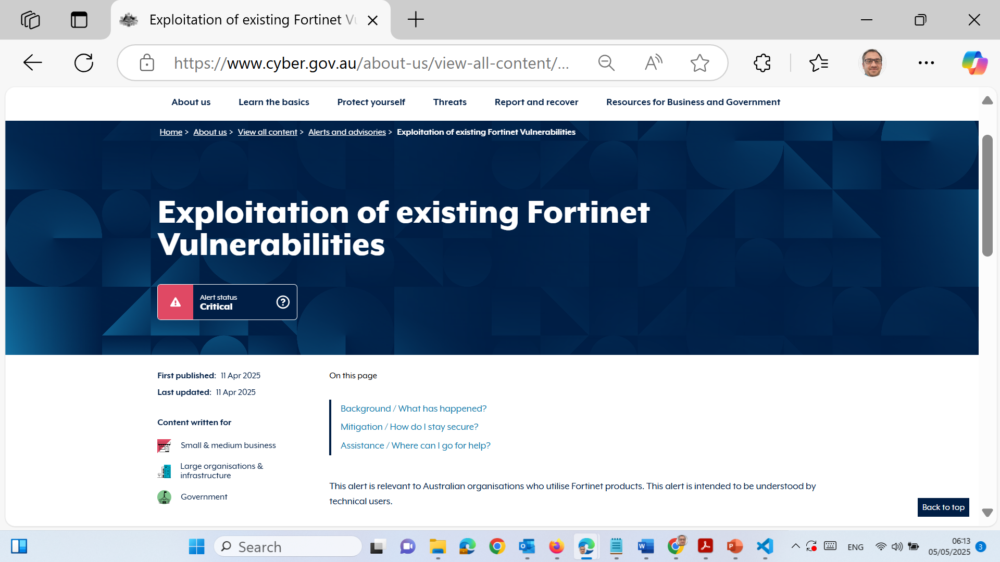 Exploitation of existing Fortinet Vu
https://www.cyber.gov.au/about-us/view-all-content/...
About us
Learn the basics
Protect yourself
Threats
Report and recover
Resources for Business and Government
Home > About us > View all content > Alerts and advisories > Exploitation of existing Fortinet Vulnerabilities
Exploitation of existing Fortinet
Vulnerabilities
Alert status
Critical
First published: 11 Apr 2025
Last updated: 11 Apr 2025
Content written for
Small & medium business
Large organisations &
infrastructure
Government
On this page
Background / What has happened?
Mitigation / How do I stay secure?
Assistance / Where can I go for help?
This alert is relevant to Australian organisations who utilise Fortinet products. This alert is intended to be understood by
technical users.
Back to top
Search
ENG
06:13
05/05/2025
3